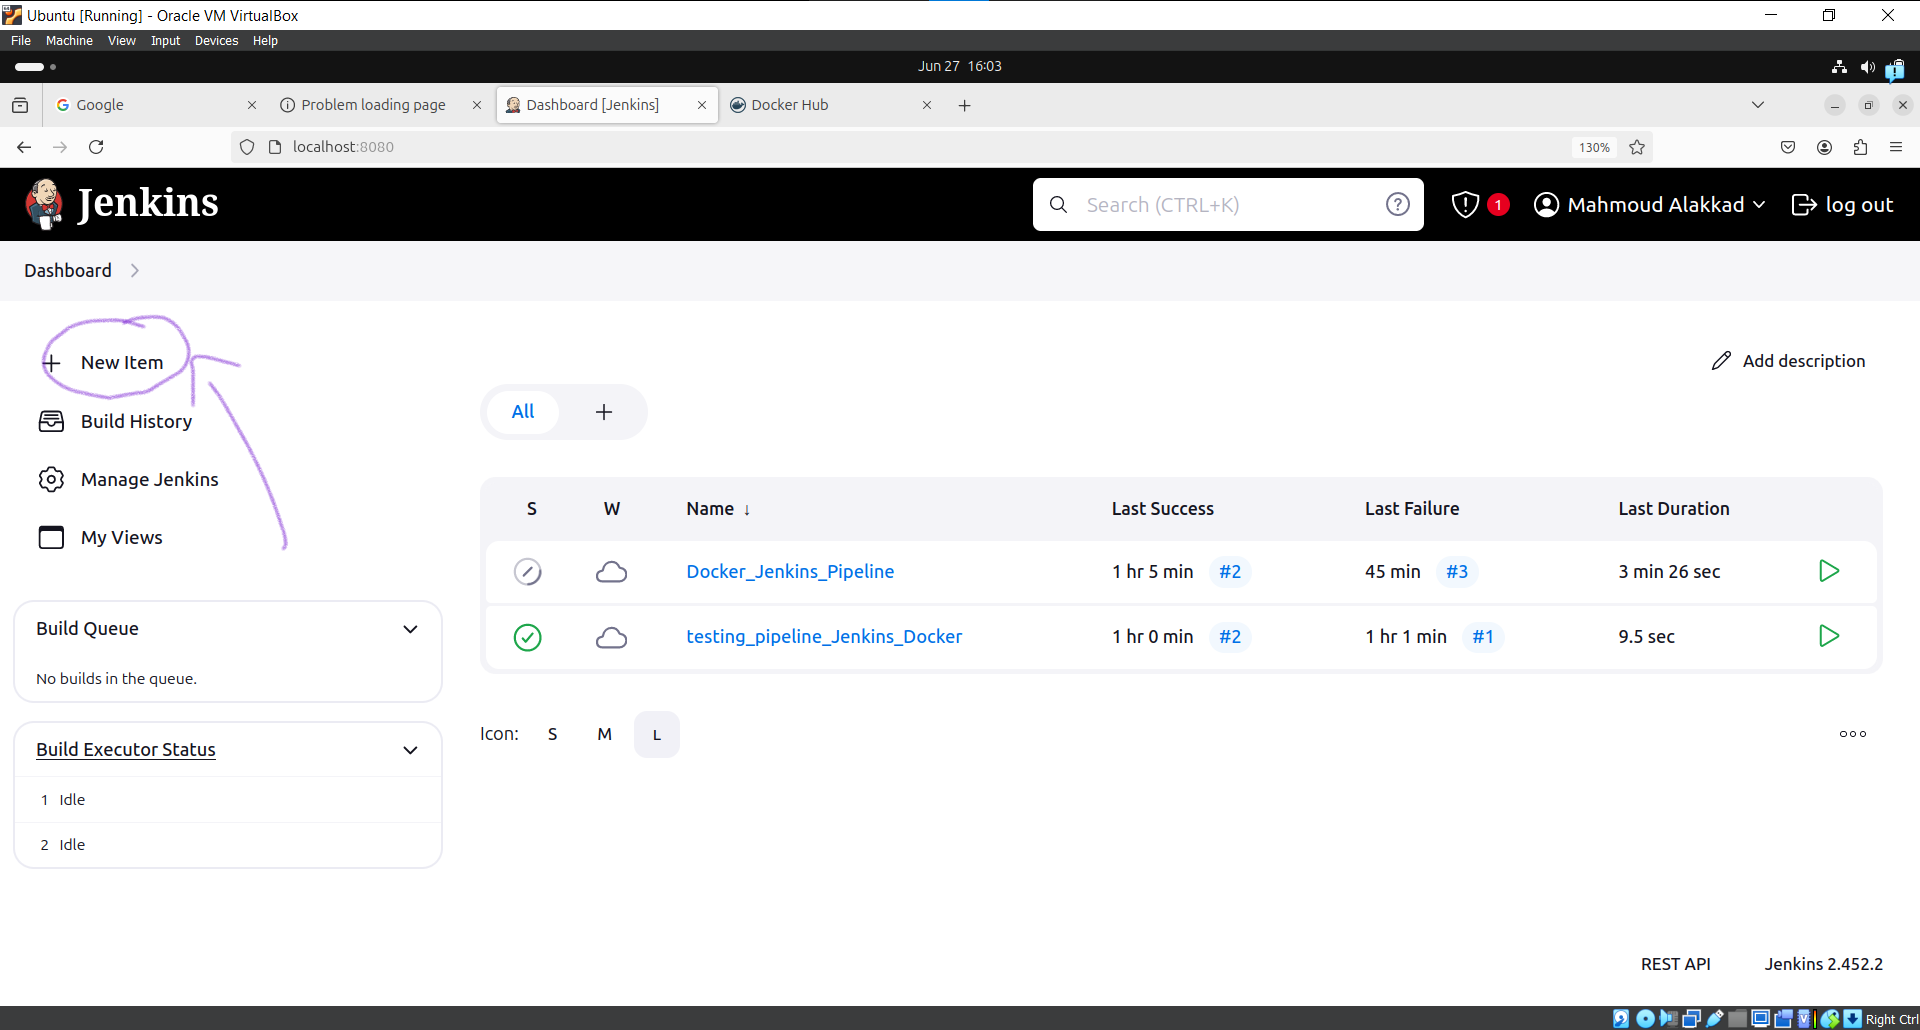 Ubuntu [Running] - Oracle VM VirtualBox
File Machine View Input Devices Help
Jun 27 16:03
Google
Problem loading page
Dashboard [Jenkins]
Docker Hub
localhost:8080
130%
Jenkins
Search (CTRL+K)
1
Mahmoud Alakkad
log out
Dashboard
New Item
Add description
Build History
All
Manage Jenkins
My Views
S W Name ↓ Last Success Last Failure Last Duration
Docker_Jenkins_Pipeline 1 hr 5 min #2 45 min #3 3 min 26 sec
testing_pipeline_Jenkins_Docker 1 hr 0 min #2 1 hr 1 min #1 9.5 sec
Build Queue
No builds in the queue.
Icon: S M L
Build Executor Status
1 Idle
2 Idle
REST API Jenkins 2.452.2
Right Ctrl